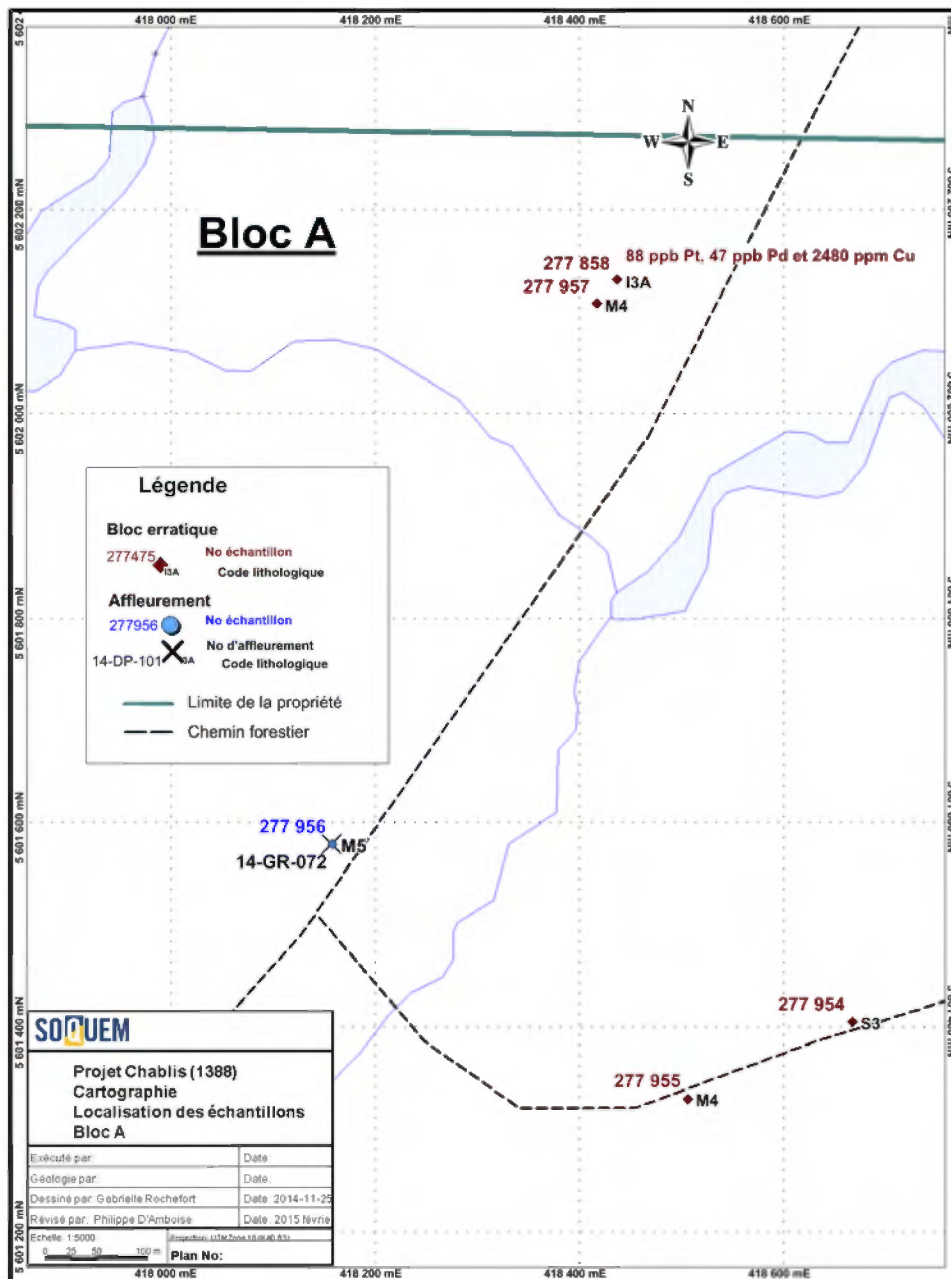 418 000 mE 418 200 mE 418 400 mE 418 600 mE
5 602
N
W E
S
5 602 200 mN
Bloc A
277 858 88 ppb Pt, 47 ppb Pd et 2480 ppm Cu
I3A
277 957 M4
5 602 000 mN
Légende
Bloc erratique
277475 I3A No échantillon
Code lithologique
Affleurement
277956 No échantillon
5 601 800 mN
14-DP-101 No d'affleurement
Code lithologique
Limite de la propriété
Chemin forestier
5 601 600 mN
277 956
M5
14-GR-072
277 954
S3
5 601 400 mN
277 955
M4
SOQUEM
Projet Chablis (1388)
Cartographie
Localisation des échantillons
Bloc A
Exécuté par: Date:
Géologie par: Date:
Dessiné par: Gabrielle Rochefort Date: 2014-11-25
Révisé par: Philippe D'Amboise Date: 2015 février
5 601 200 mN
Echelle: 1:5000
0 25 50 100 m
Plan No:
418 000 mE 418 200 mE 418 400 mE 418 600 mE